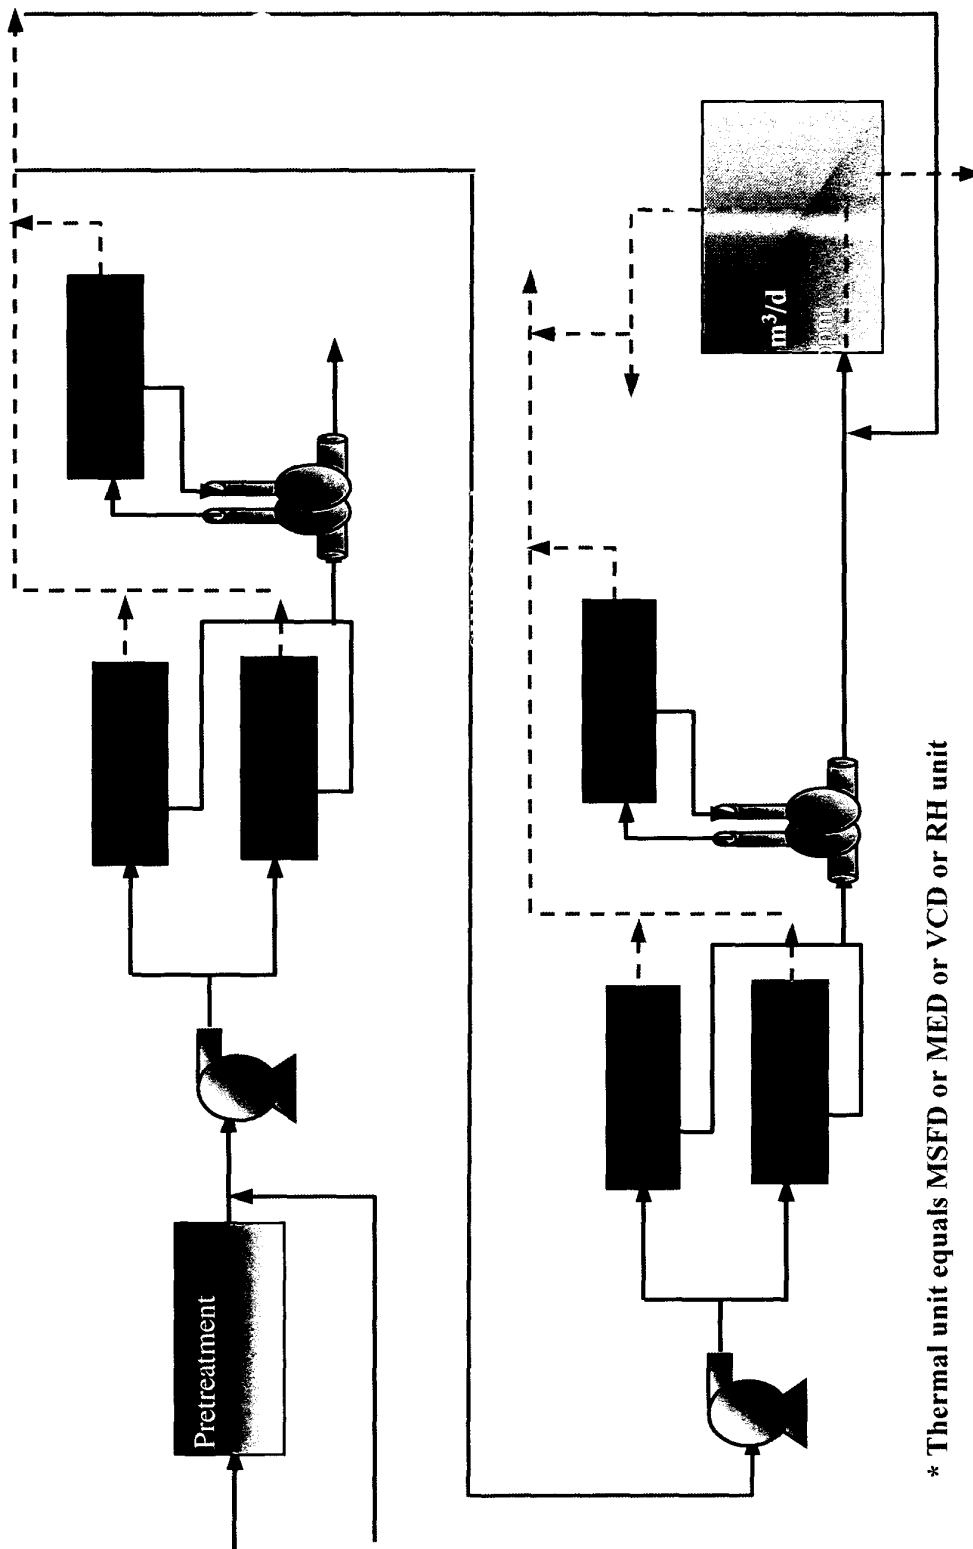 Pretreatment
m³/d
* Thermal unit equals MSFD or MED or VCD or RH unit